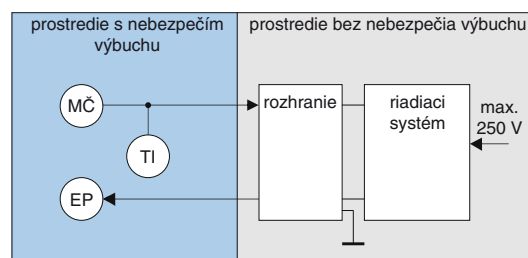 prostredie s nebezpečím
výbuchu
prostredie bez nebezpečia výbuchu
MČ
TI
EP
rozhranie
riadiaci
systém
max.
250 V